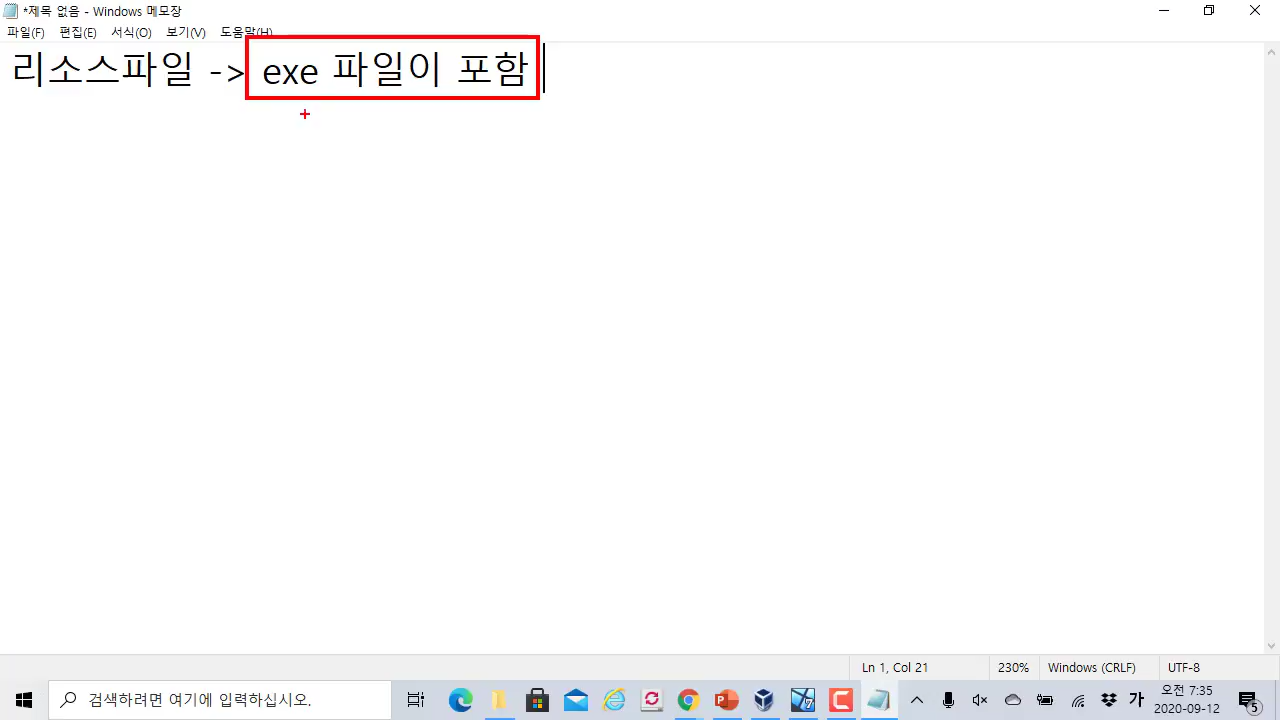 *제목 없음 - Windows 메모장
파일(F) 편집(E) 서식(O) 보기(V) 도움말(H)
리소스파일 -> exe 파일이 포함
Ln 1, Col 21 230% Windows (CRLF) UTF-8
검색하려면 여기에 입력하십시오.
가
오전 7:35
2020-09-12
5